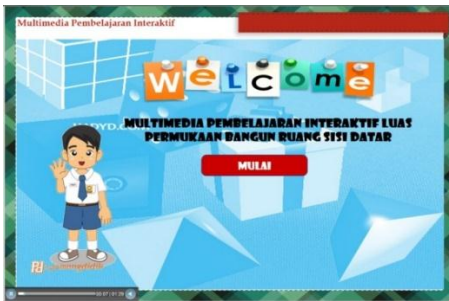 Multimedia Pembelajaran Interaktif
Welcome
MULTIMEDIA PEMBELAJARAN INTERAKTIF LUAS
PERMUKAAN BANGUN RUANG SISI DATAR
MULAI